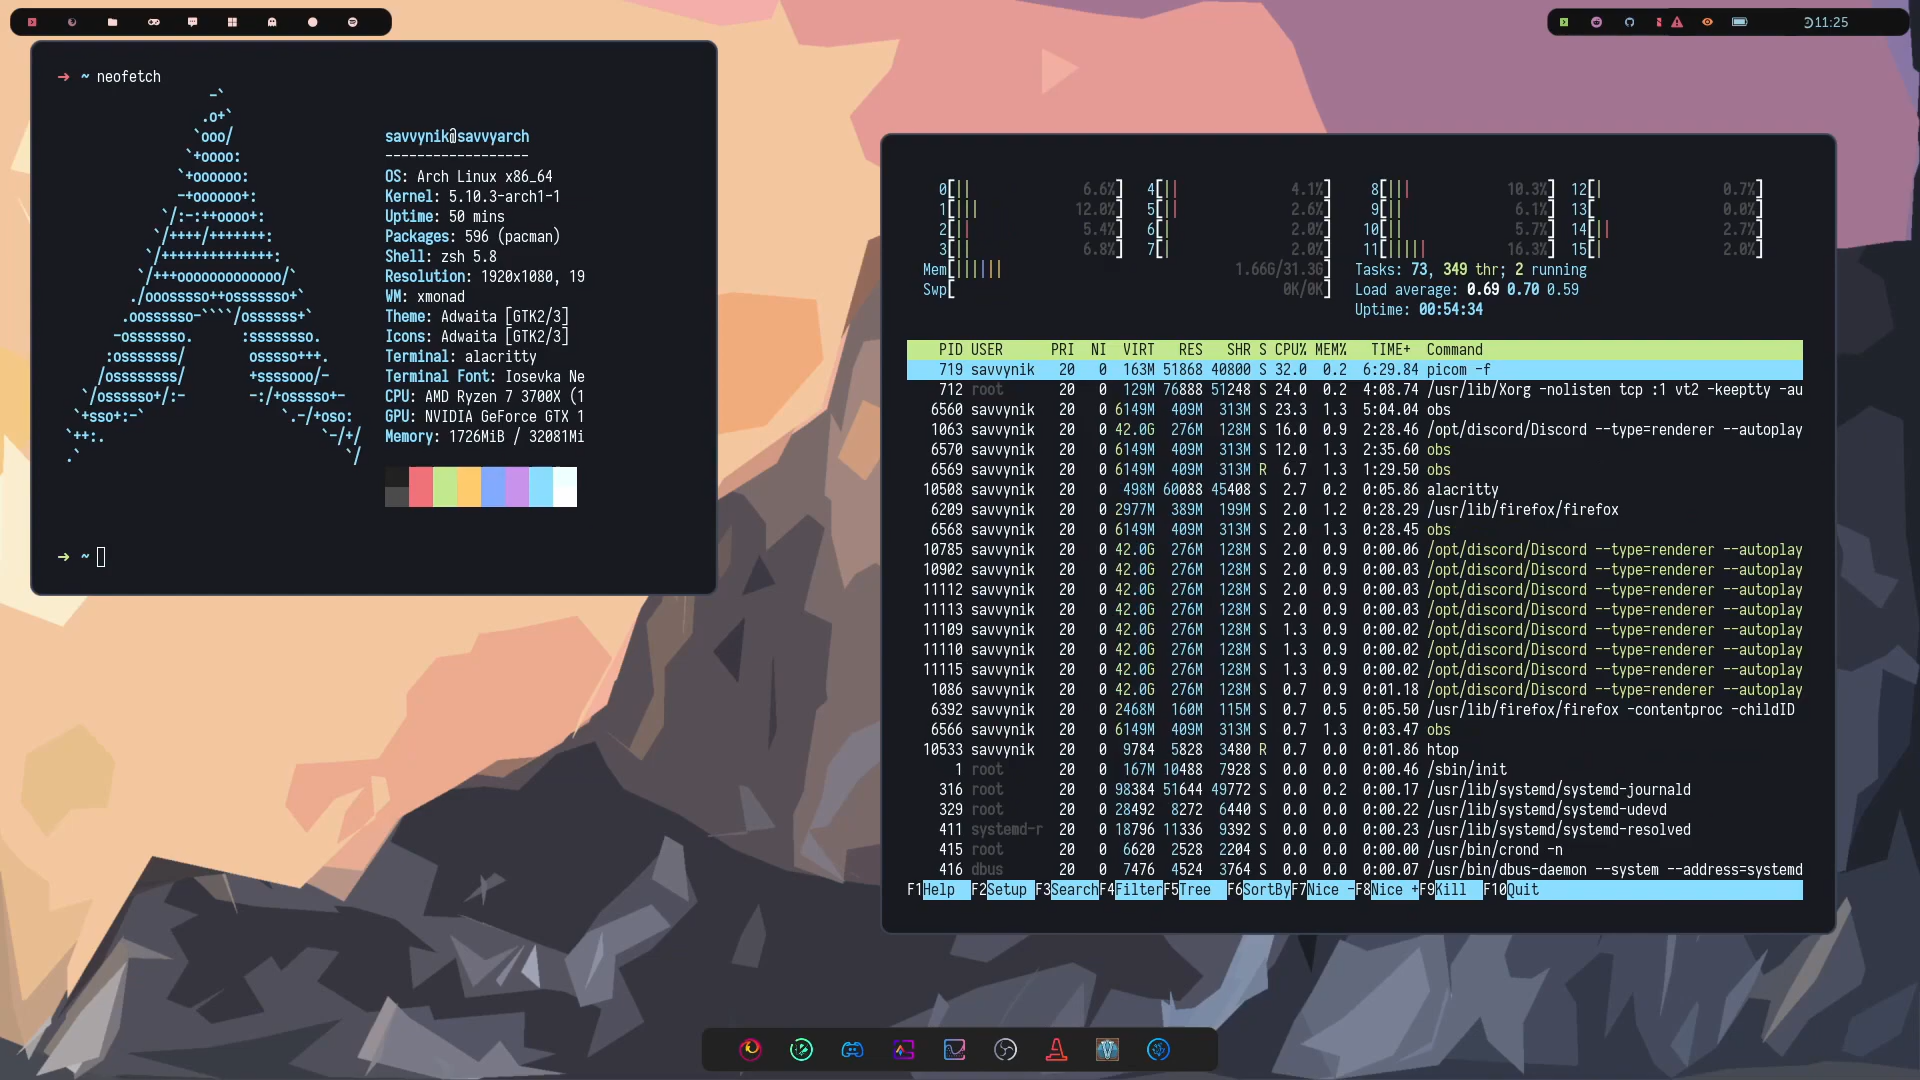 11:25
➜ ~ neofetch
-`
.o+`
`ooo/
`+oooo:
`+oooooo:
-+oooooo+:
`/:-:++oooo+:
`/++++/+++++++:
`/++++++++++++++:
`/+++ooooooooooooo/`
./ooosssso++osssssso+`
.oossssso-````/ossssss+`
-osssssso. :ssssssso.
:osssssss/ osssso+++.
/ossssssss/ +ssssooo/-
`/ossssso+/:- -:/+osssso+-
`+sso+:-` `.-/+oso:
`++:. `-/+/
.` `/
savvynik@savvyarch
------------------
OS: Arch Linux x86_64
Kernel: 5.10.3-arch1-1
Uptime: 50 mins
Packages: 596 (pacman)
Shell: zsh 5.8
Resolution: 1920x1080, 19
WM: xmonad
Theme: Adwaita [GTK2/3]
Icons: Adwaita [GTK2/3]
Terminal: alacritty
Terminal Font: Iosevka Ne
CPU: AMD Ryzen 7 3700X (1
GPU: NVIDIA GeForce GTX 1
Memory: 1726MiB / 32081Mi
➜ ~
0[|| 6.6%] 4[|| 4.1%] 8[||| 10.3%] 12[| 0.7%]
1[||| 12.0%] 5[|| 2.6%] 9[|| 6.1%] 13[ 0.0%]
2[|| 5.4%] 6[| 2.0%] 10[|| 5.7%] 14[|| 2.7%]
3[|| 6.8%] 7[| 2.0%] 11[||||| 16.3%] 15[| 2.0%]
Mem[|||||| 1.66G/31.3G] Tasks: 73, 349 thr; 2 running
Swp[ 0K/0K] Load average: 0.69 0.70 0.59
Uptime: 00:54:34
PID USER PRI NI VIRT RES SHR S CPU% MEM% TIME+ Command
719 savvynik 20 0 163M 51868 40800 S 32.0 0.2 6:29.84 picom -f
712 root 20 0 129M 76888 51248 S 24.0 0.2 4:08.74 /usr/lib/Xorg -nolisten tcp :1 vt2 -keeptty -au
6560 savvynik 20 0 6149M 409M 313M S 23.3 1.3 5:04.04 obs
1063 savvynik 20 0 42.0G 276M 128M S 16.0 0.9 2:28.46 /opt/discord/Discord --type=renderer --autoplay
6570 savvynik 20 0 6149M 409M 313M S 12.0 1.3 2:35.60 obs
6569 savvynik 20 0 6149M 409M 313M R 6.7 1.3 1:29.50 obs
10508 savvynik 20 0 498M 60088 45408 S 2.7 0.2 0:05.86 alacritty
6209 savvynik 20 0 2977M 389M 199M S 2.0 1.2 0:28.29 /usr/lib/firefox/firefox
6568 savvynik 20 0 6149M 409M 313M S 2.0 1.3 0:28.45 obs
10785 savvynik 20 0 42.0G 276M 128M S 2.0 0.9 0:00.06 /opt/discord/Discord --type=renderer --autoplay
10902 savvynik 20 0 42.0G 276M 128M S 2.0 0.9 0:00.03 /opt/discord/Discord --type=renderer --autoplay
11112 savvynik 20 0 42.0G 276M 128M S 2.0 0.9 0:00.03 /opt/discord/Discord --type=renderer --autoplay
11113 savvynik 20 0 42.0G 276M 128M S 2.0 0.9 0:00.03 /opt/discord/Discord --type=renderer --autoplay
11109 savvynik 20 0 42.0G 276M 128M S 1.3 0.9 0:00.02 /opt/discord/Discord --type=renderer --autoplay
11110 savvynik 20 0 42.0G 276M 128M S 1.3 0.9 0:00.02 /opt/discord/Discord --type=renderer --autoplay
11115 savvynik 20 0 42.0G 276M 128M S 1.3 0.9 0:00.02 /opt/discord/Discord --type=renderer --autoplay
1086 savvynik 20 0 42.0G 276M 128M S 0.7 0.9 0:01.18 /opt/discord/Discord --type=renderer --autoplay
6392 savvynik 20 0 2468M 160M 115M S 0.7 0.5 0:05.50 /usr/lib/firefox/firefox -contentproc -childID
6566 savvynik 20 0 6149M 409M 313M S 0.7 1.3 0:03.47 obs
10533 savvynik 20 0 9784 5828 3480 R 0.7 0.0 0:01.86 htop
1 root 20 0 167M 10488 7928 S 0.0 0.0 0:00.46 /sbin/init
316 root 20 0 98384 51644 49772 S 0.0 0.2 0:00.17 /usr/lib/systemd/systemd-journald
329 root 20 0 28492 8272 6440 S 0.0 0.0 0:00.22 /usr/lib/systemd/systemd-udevd
411 systemd-r 20 0 18796 11336 9392 S 0.0 0.0 0:00.23 /usr/lib/systemd/systemd-resolved
415 root 20 0 6620 2528 2204 S 0.0 0.0 0:00.00 /usr/bin/crond -n
416 dbus 20 0 7476 4524 3764 S 0.0 0.0 0:00.07 /usr/bin/dbus-daemon --system --address=systemd
F1Help F2Setup F3SearchF4FilterF5Tree F6SortByF7Nice -F8Nice +F9Kill F10Quit